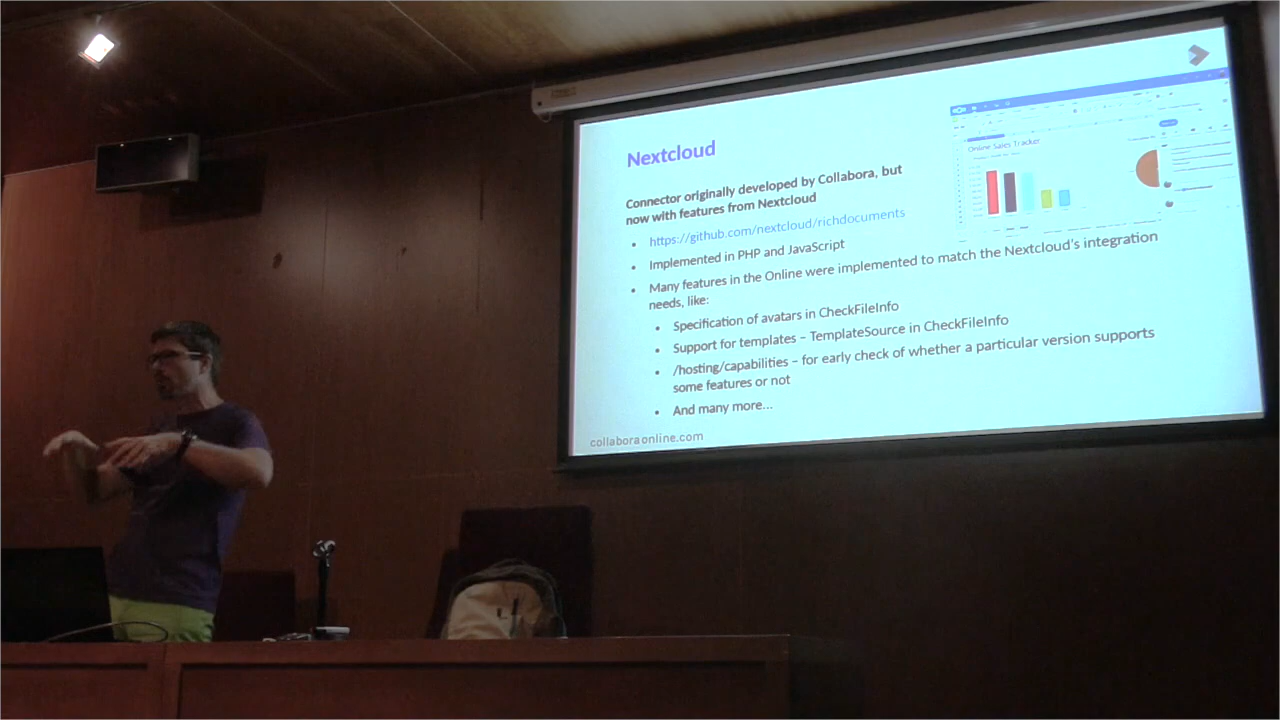 Nextcloud
Connector originally developed by Collabora, but
now with features from Nextcloud
• https://github.com/nextcloud/richdocuments
• Implemented in PHP and JavaScript
• Many features in the Online were implemented to match the Nextcloud's integration
needs, like:
• Specification of avatars in CheckFileInfo
• Support for templates – TemplateSource in CheckFileInfo
• /hosting/capabilities – for early check of whether a particular version supports
some features or not
• And many more...
collaboraonline.com
Online Sales Tracker